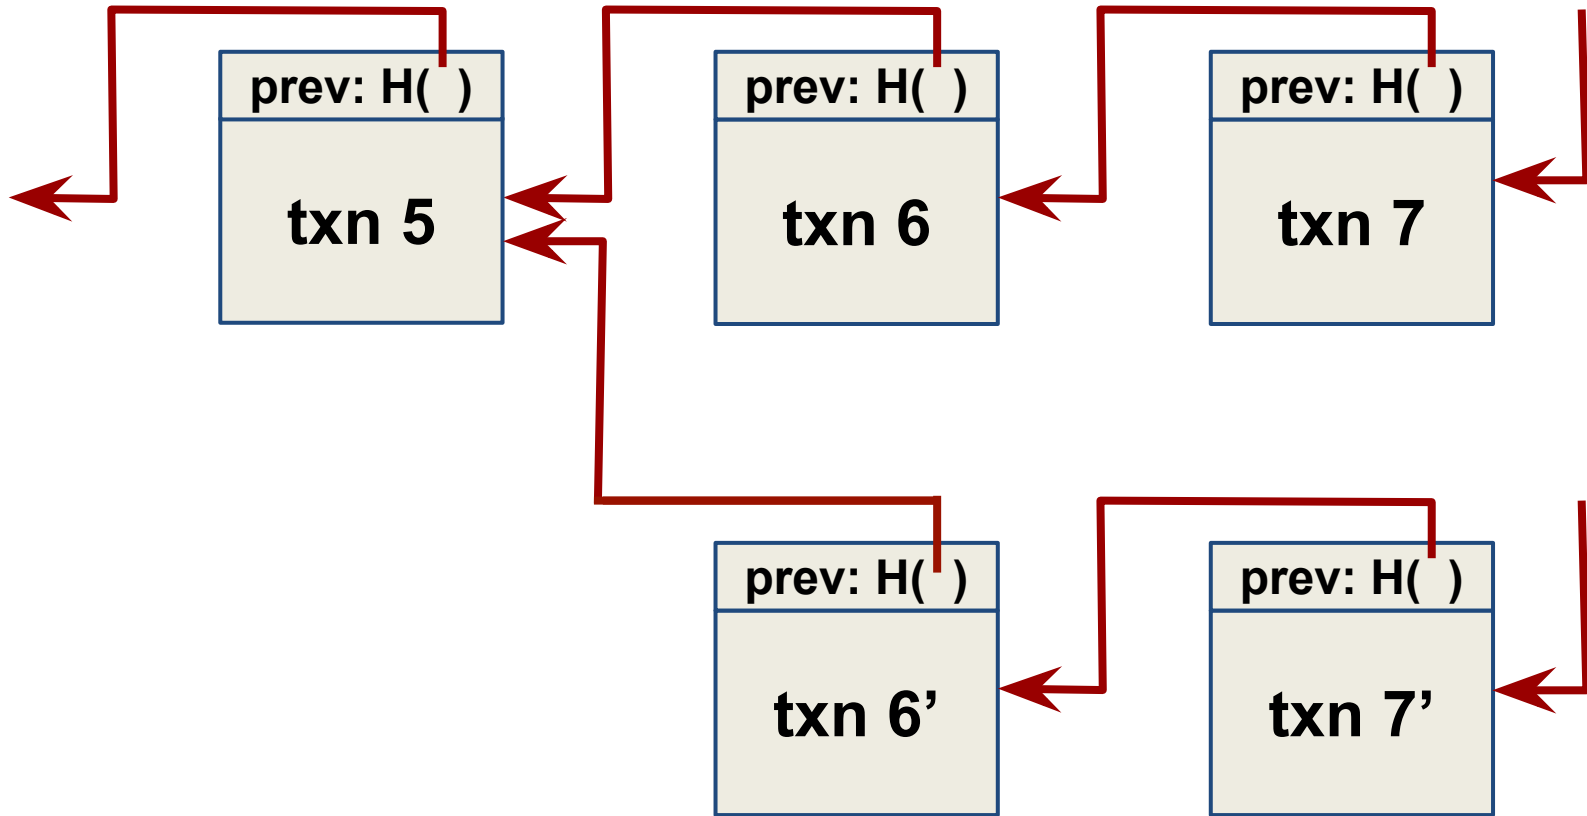 prev: H( )
txn 5
prev: H( )
txn 6
prev: H( )
txn 7
prev: H( )
txn 6’
prev: H( )
txn 7’